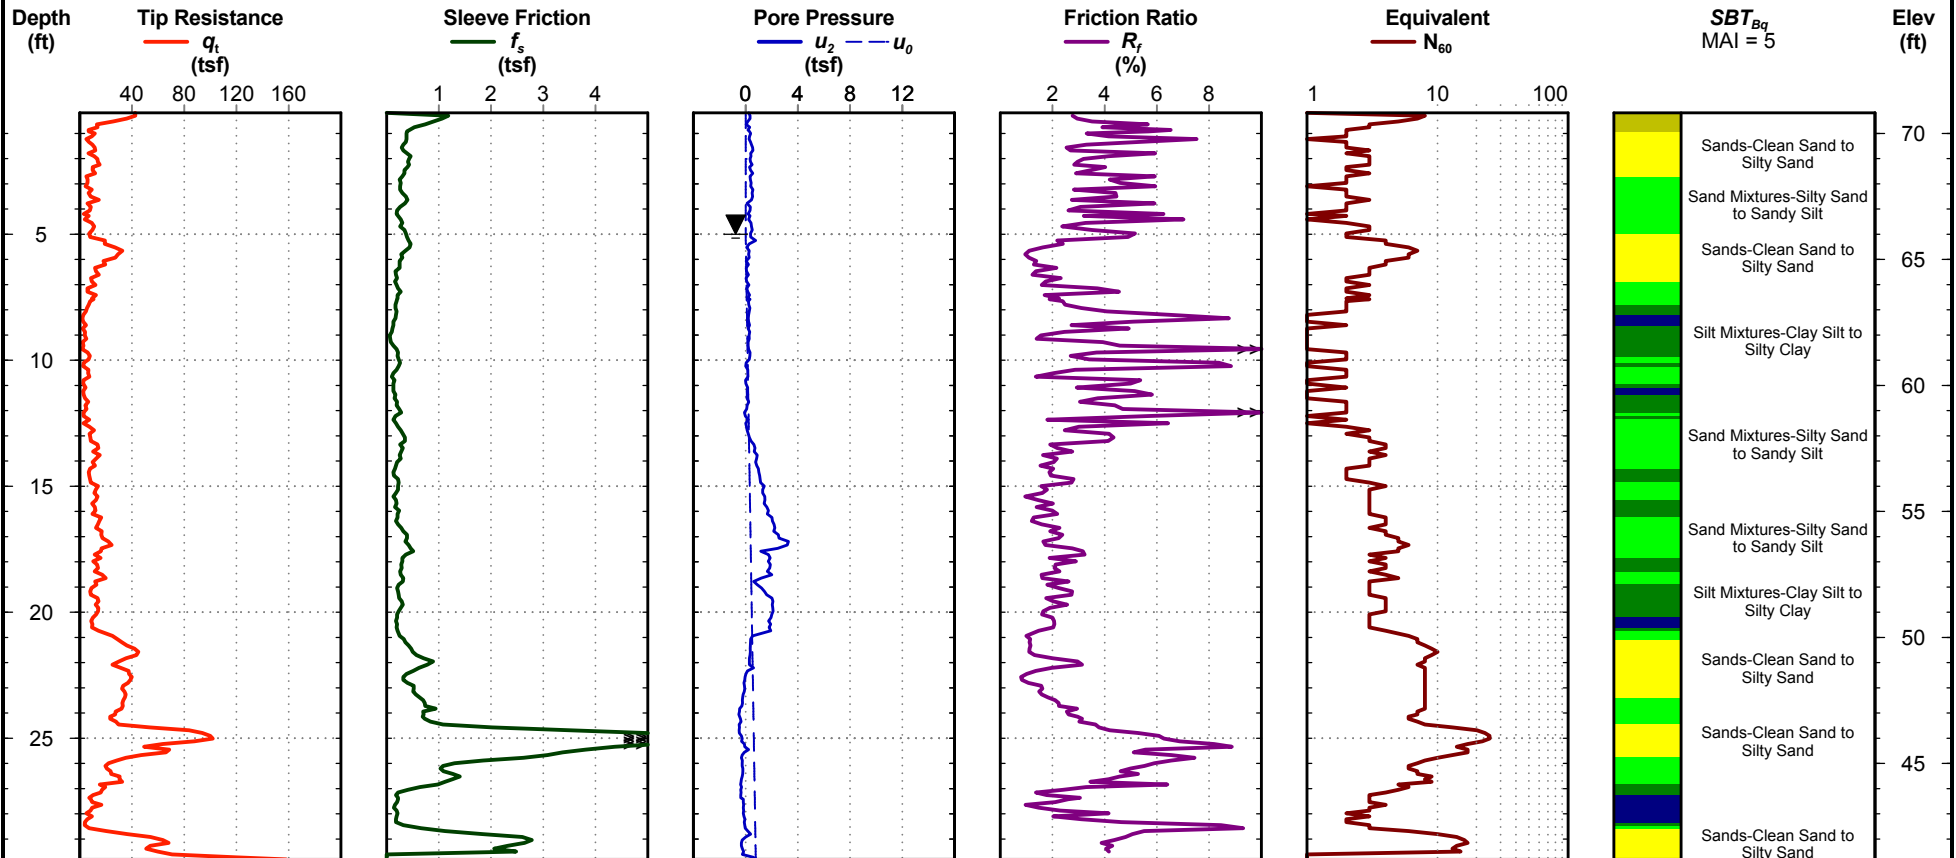 Depth
(ft)
Tip Resistance
qt
(tsf)
Sleeve Friction
fs
(tsf)
Pore Pressure
u2 u0
(tsf)
Friction Ratio
Rf
(%)
Equivalent
N60
SBTBq
MAI = 5
Elev
(ft)
40 80 120 160
1 2 3 4
0 4 8 12
2 4 6 8
1 10 100
5
10
15
20
25
Sands-Clean Sand to
Silty Sand
Sand Mixtures-Silty Sand
to Sandy Silt
Sands-Clean Sand to
Silty Sand
Silt Mixtures-Clay Silt to
Silty Clay
Sand Mixtures-Silty Sand
to Sandy Silt
Sand Mixtures-Silty Sand
to Sandy Silt
Silt Mixtures-Clay Silt to
Silty Clay
Sands-Clean Sand to
Silty Sand
Sands-Clean Sand to
Silty Sand
Sands-Clean Sand to
Silty Sand
70
65
60
55
50
45